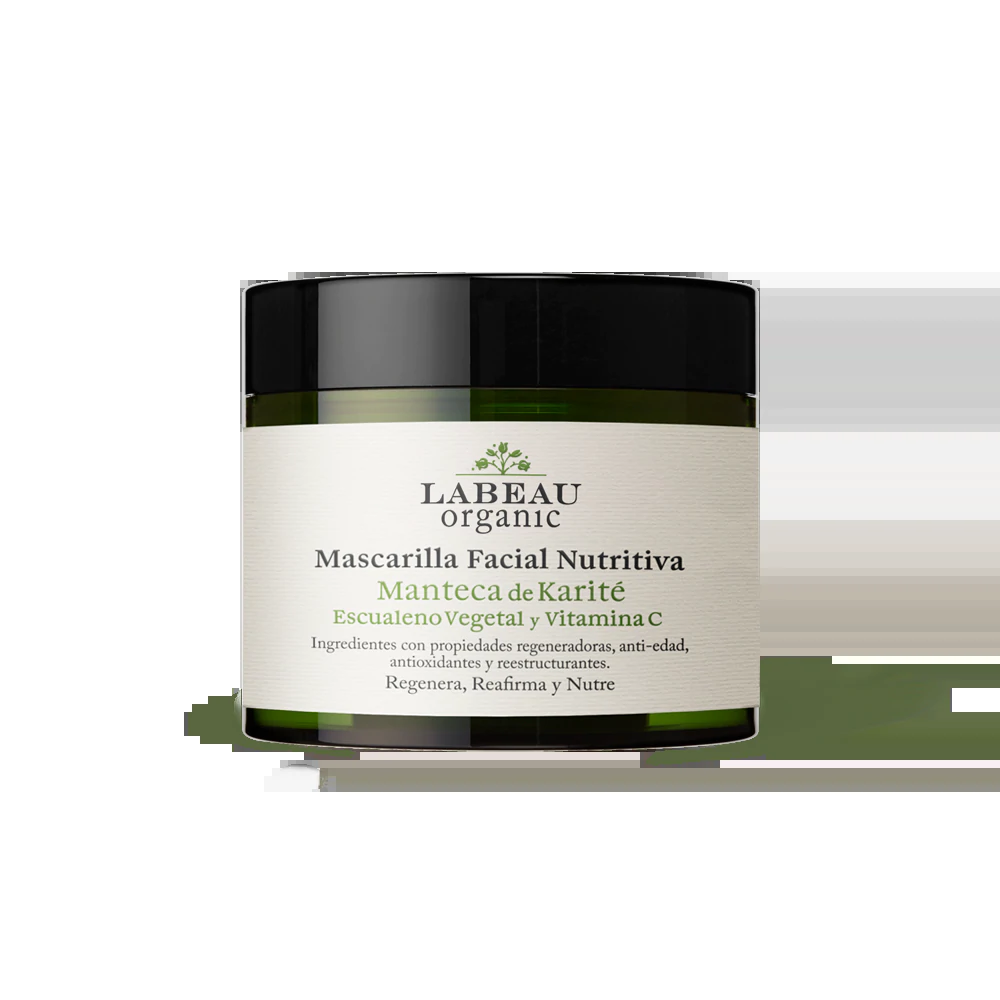 LABEAU
organic
Mascarilla Facial Nutritiva
Manteca de Karité
Escualeno Vegetal y Vitamina C
Ingredientes con propiedades regeneradoras, anti-edad,
antioxidantes y reestructurantes.
Regenera, Reafirma y Nutre